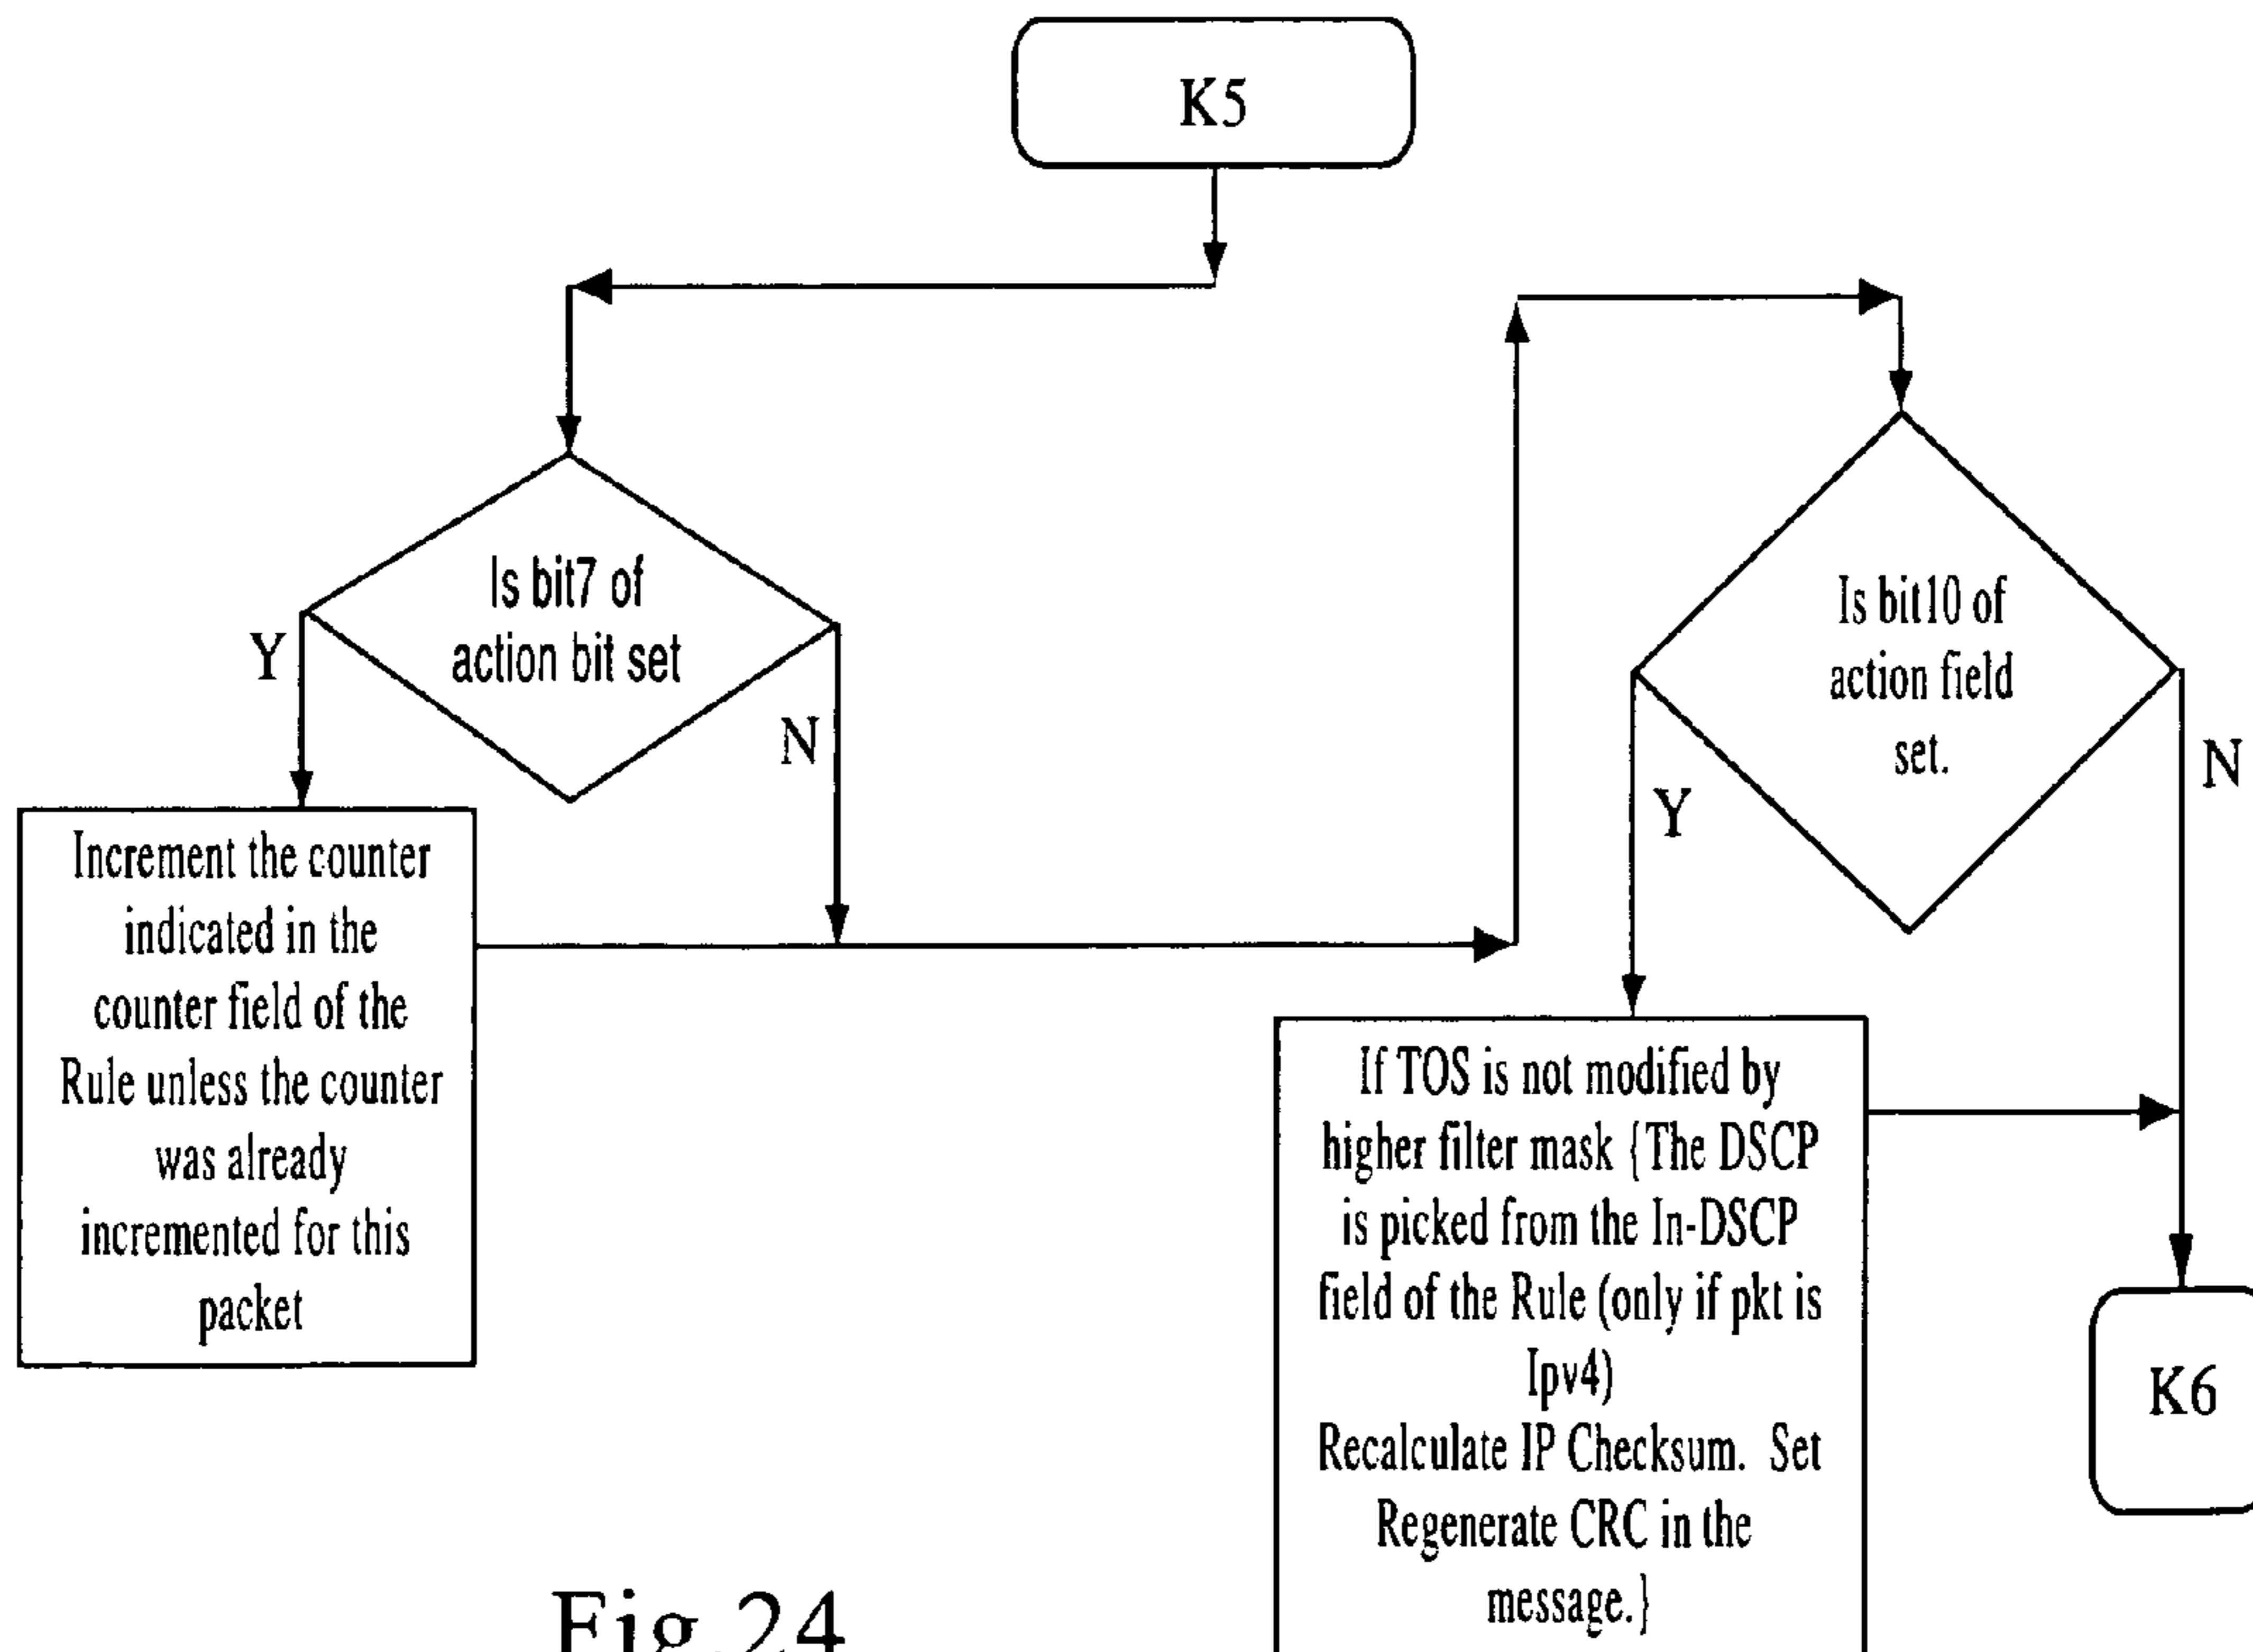 K5
Is bit7 of
action bit set
Y
N
Increment the counter
indicated in the
counter field of the
Rule unless the counter
was already
incremented for this
packet
Is bit10 of
action field
set.
Y
N
If TOS is not modified by
higher filter mask {The DSCP
is picked from the In-DSCP
field of the Rule (only if pkt is
Ipv4)
Recalculate IP Checksum.  Set
Regenerate CRC in the
message.}
K6
Fig.24